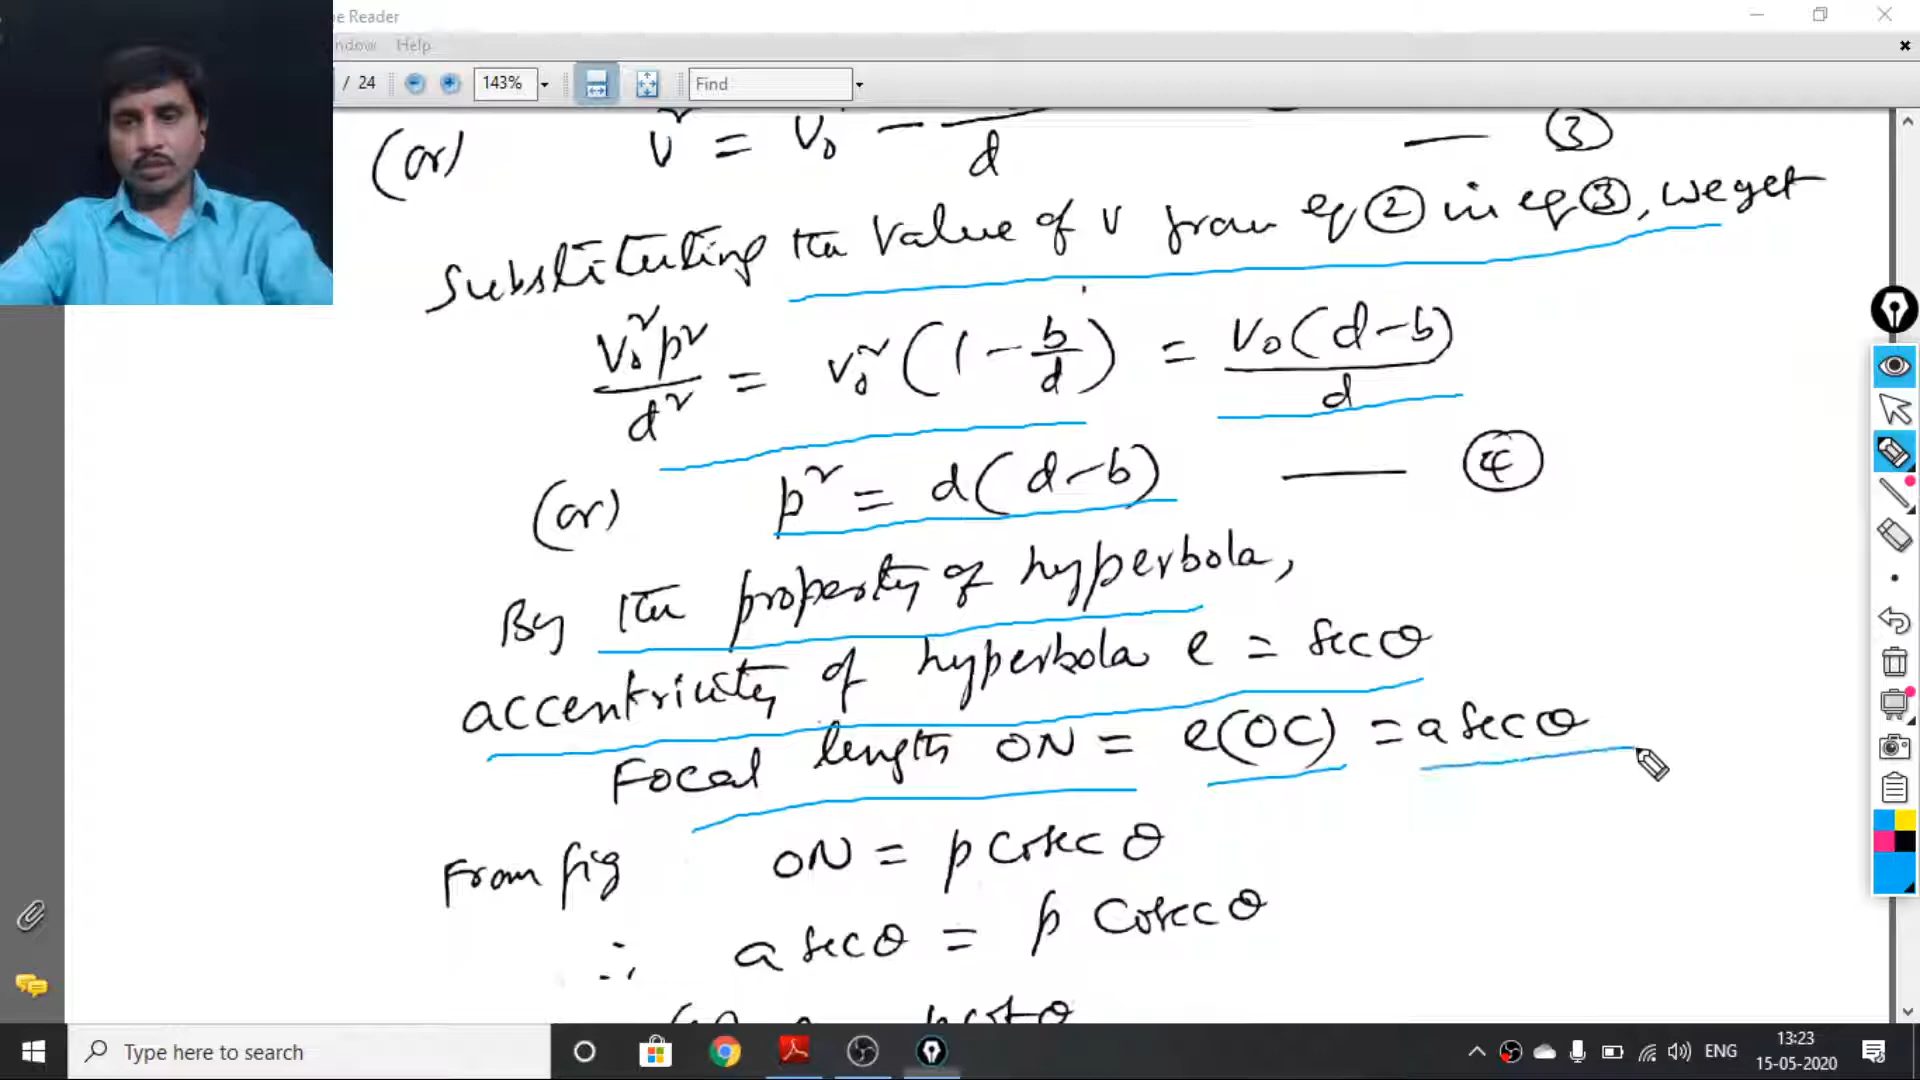 e Reader
ndow Help
/ 24 143% Find
(or) v² = V₀² — d — ③
Substituting the value of v from eq ② in eq ③, we get
V₀²p²/d² = v₀²(1 - b/d) = V₀(d-b)/d
(or) p² = d(d-b) — ④
By the property of hyperbola,
accentricity of hyperbola e = secθ
Focal length ON = e(OC) = a secθ
From fig ON = p Cosec θ
∴ a secθ = p Cosecθ
Type here to search
ENG
13:23
15-05-2020